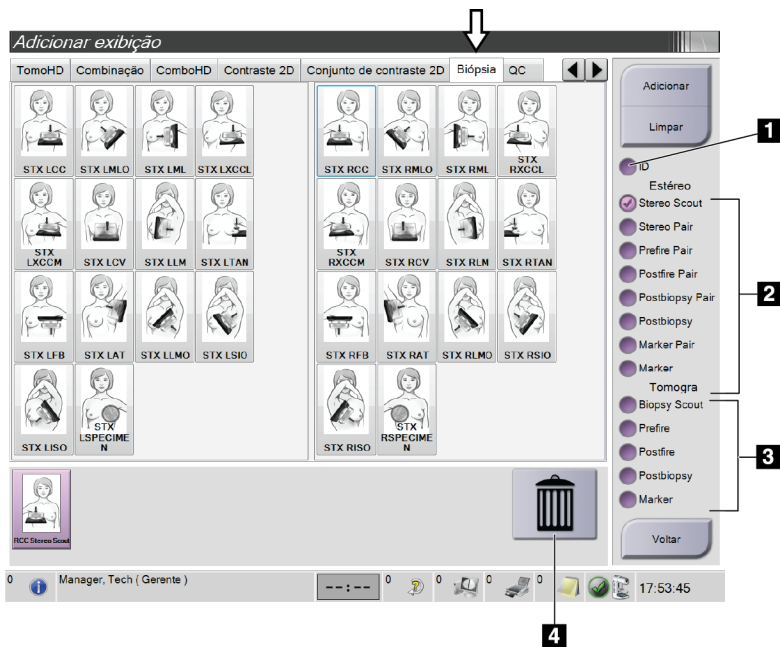 Adicionar exibição
TomoHD Combinação ComboHD Contraste 2D Conjunto de contraste 2D Biópsia QC
Adicionar
Limpar
1
ID
Estéreo
Stereo Scout
Stereo Pair
Prefire Pair
Postfire Pair
Postbiopsy Pair
Postbiopsy
Marker Pair
Marker
2
Tomogra
Biopsy Scout
Prefire
Postfire
Postbiopsy
Marker
3
Voltar
STX LCC STX LMLO STX LML STX LXCCL
STX
LXCCM STX LCV STX LLM STX LTAN
STX LFB STX LAT STX LLMO STX LSIO
STX LISO STX
LSPECIME
N
STX RCC STX RMLO STX RML STX
RXCCL
STX
RXCCM STX RCV STX RLM STX RTAN
STX RFB STX RAT STX RLMO STX RSIO
STX RISO STX
RSPECIME
N
RCC Stereo Scout
0 Manager, Tech ( Gerente ) --:-- 0 0 0 0 17:53:45
4